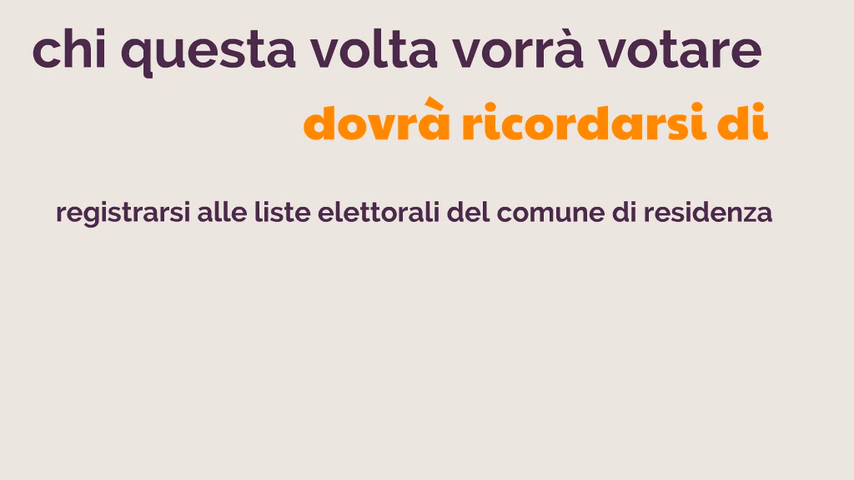 chi questa volta vorrà votare
dovrà ricordarsi di
registrarsi alle liste elettorali del comune di residenza